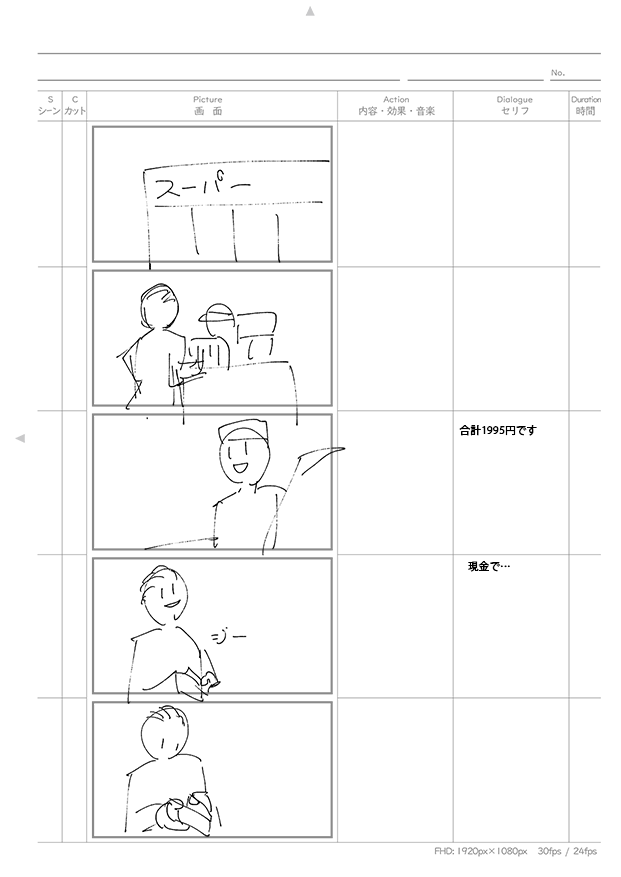 No.
S
シーン
C
カット
Picture
画 面
Action
内容・効果・音楽
Dialogue
セリフ
Duration
時間
スーパー
合計1995円です
現金で…
ジー
FHD: 1920px×1080px 30fps / 24fps